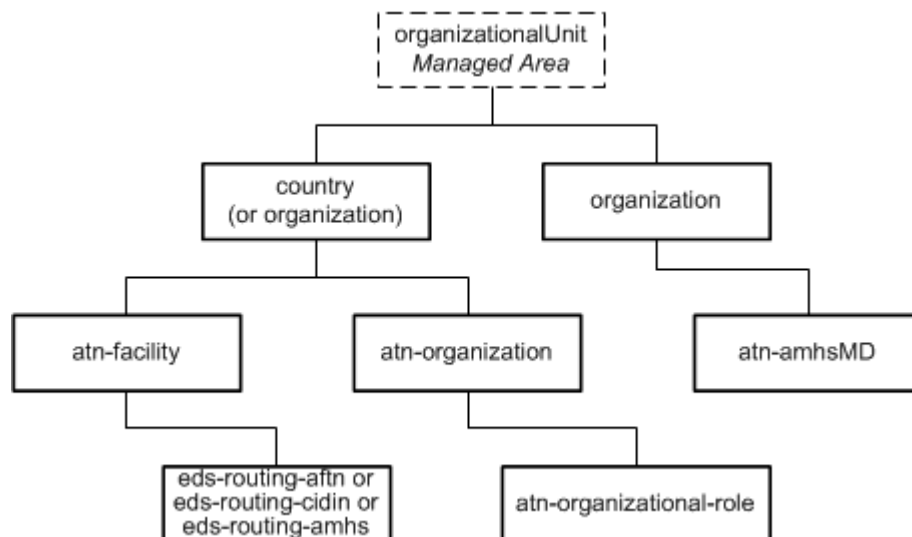 organizationalUnit
Managed Area
country
(or organization)
organization
atn-facility
atn-organization
atn-amhsMD
eds-routing-aftn or
eds-routing-cidin or
eds-routing-amhs
atn-organizational-role